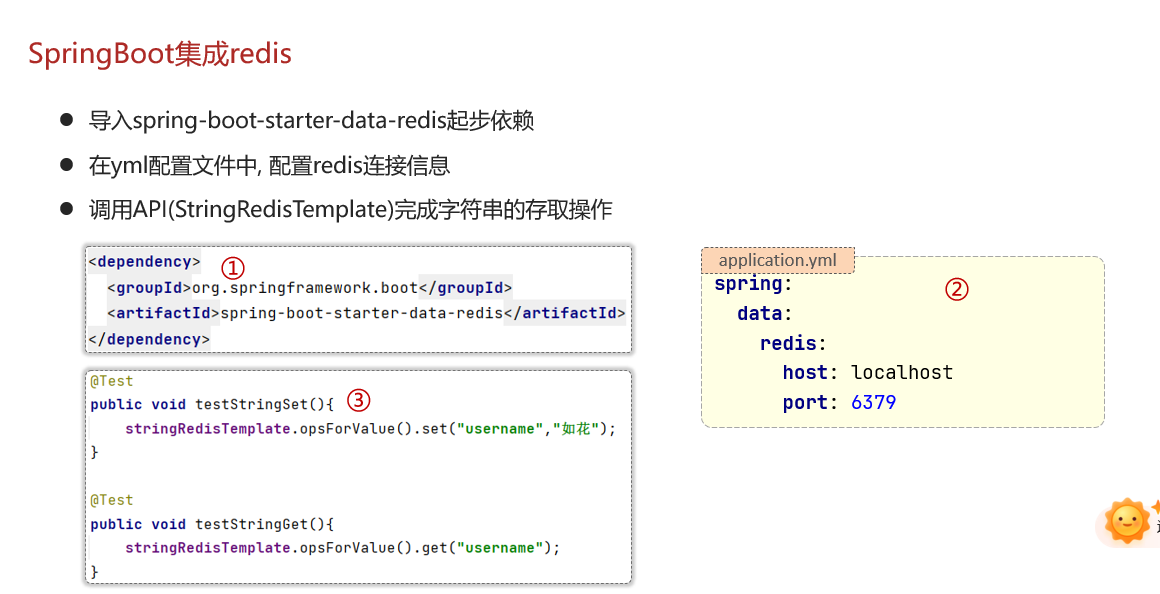 SpringBoot集成redis
● 导入spring-boot-starter-data-redis起步依赖
● 在yml配置文件中, 配置redis连接信息
● 调用API(StringRedisTemplate)完成字符串的存取操作
①
<dependency>
<groupId>org.springframework.boot</groupId>
<artifactId>spring-boot-starter-data-redis</artifactId>
</dependency>
application.yml
②
spring:
data:
redis:
host: localhost
port: 6379
③
@Test
public void testStringSet(){
stringRedisTemplate.opsForValue().set("username","如花");
}
@Test
public void testStringGet(){
stringRedisTemplate.opsForValue().get("username");
}